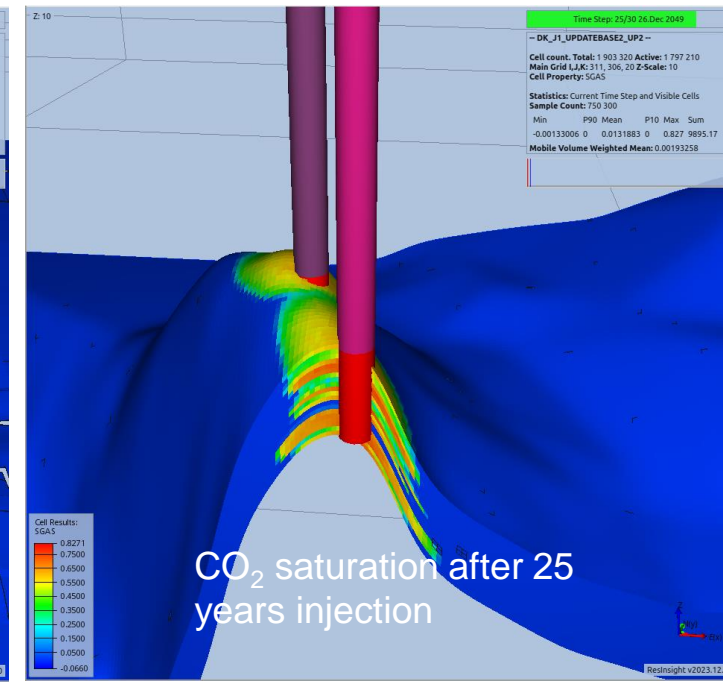 Z: 10
Time Step: 25/30 26.Dec 2049
-- DK_J1_UPDATEBASE2_UP2 --
Cell count. Total: 1 903 320 Active: 1 797 210
Main Grid I,J,K: 311, 306, 20 Z-Scale: 10
Cell Property: SGAS
Statistics: Current Time Step and Visible Cells
Sample Count: 750 300
Min P90 Mean P10 Max Sum
-0.00133006 0 0.0131883 0 0.827 9895.17
Mobile Volume Weighted Mean: 0.00193258
Cell Results:
SGAS
0.8271
0.7500
0.6500
0.5500
0.4500
0.3500
0.2500
0.1500
0.0500
-0.0660
CO₂ saturation after 25
years injection
ResInsight v2023.12.